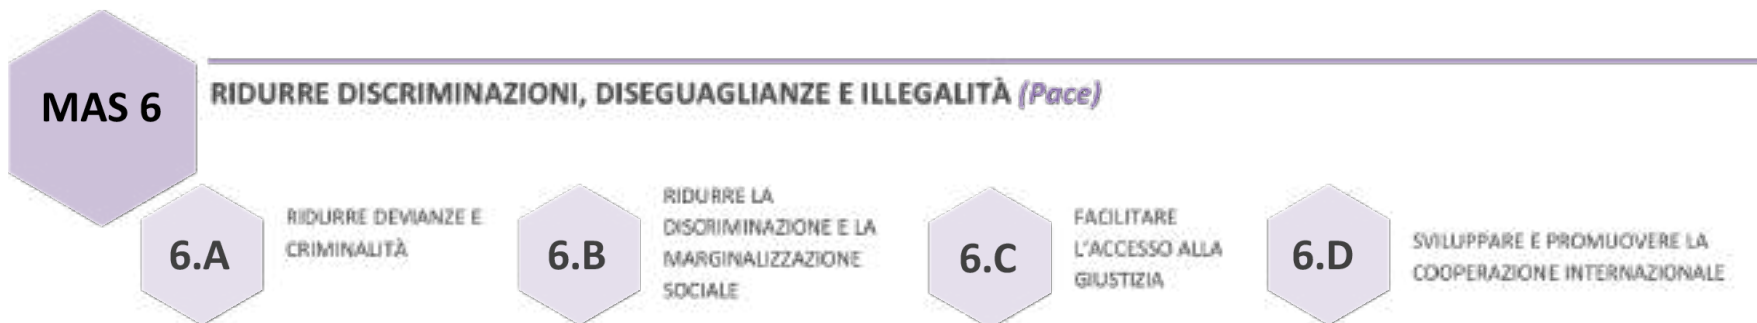 MAS 6
RIDURRE DISCRIMINAZIONI, DISEGUAGLIANZE E ILLEGALITÀ (Pace)
6.A
RIDURRE DEVIANZE E
CRIMINALITÀ
6.B
RIDURRE LA
DISCRIMINAZIONE E LA
MARGINALIZZAZIONE
SOCIALE
6.C
FACILITARE
L'ACCESSO ALLA
GIUSTIZIA
6.D
SVILUPPARE E PROMUOVERE LA
COOPERAZIONE INTERNAZIONALE